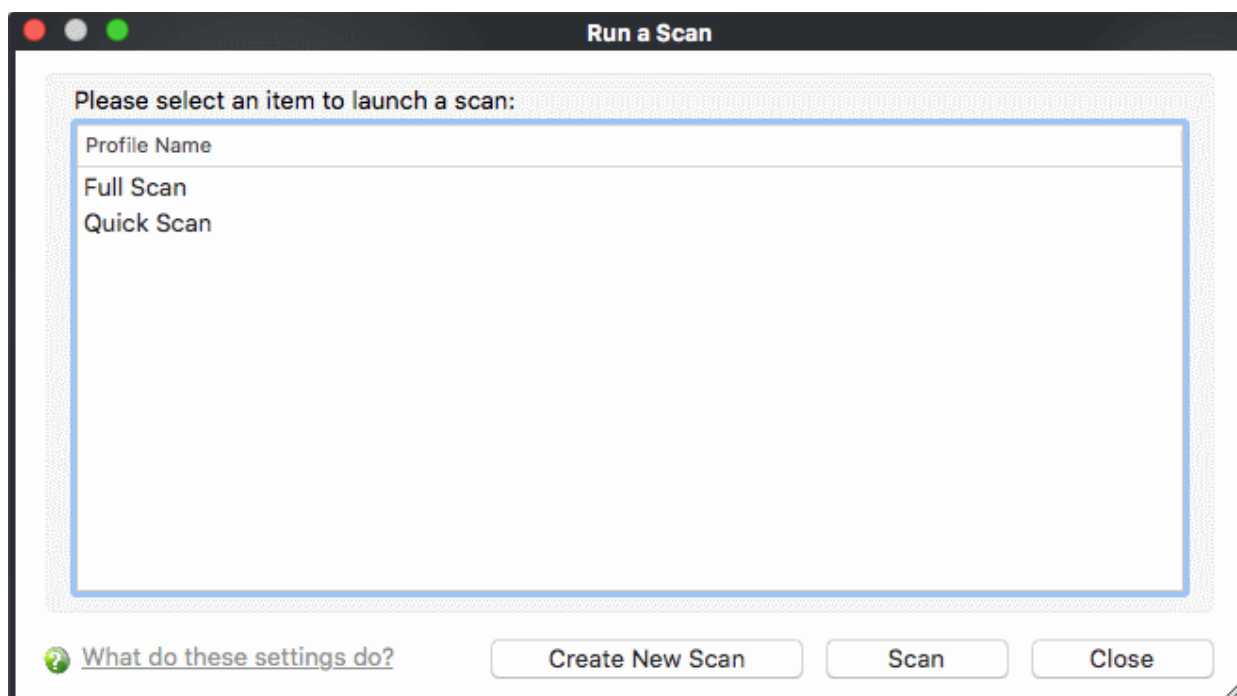 Run a Scan
Please select an item to launch a scan:
Profile Name
Full Scan
Quick Scan
What do these settings do?
Create New Scan
Scan
Close